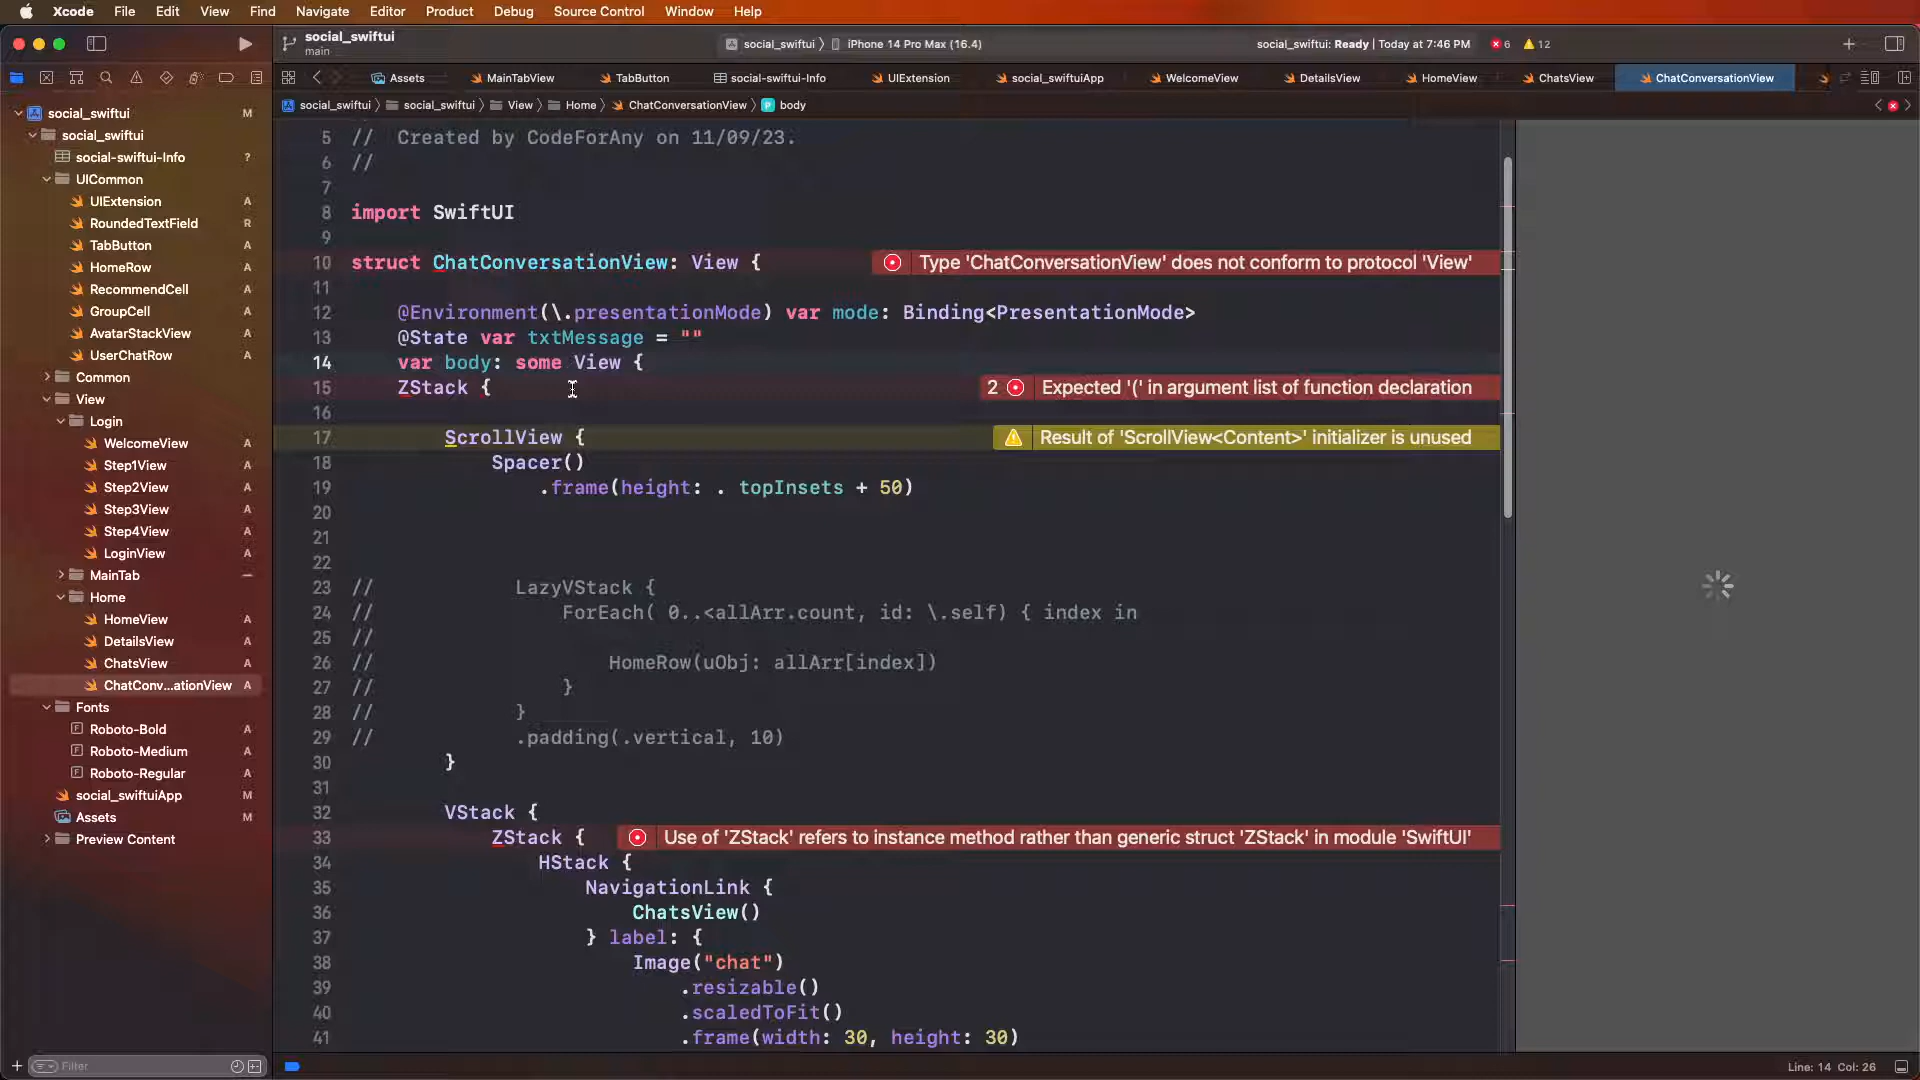 Xcode File Edit View Find Navigate Editor Product Debug Source Control Window Help
social_swiftui
main
social_swiftui 〉 iPhone 14 Pro Max (16.4)
social_swiftui: Ready | Today at 7:46 PM 6 12
Assets MainTabView TabButton social-swiftui-Info UIExtension social_swiftuiApp WelcomeView DetailsView HomeView ChatsView ChatConversationView
social_swiftui 〉 social_swiftui 〉 View 〉 Home 〉 ChatConversationView 〉 P body
social_swiftui M
social_swiftui
social-swiftui-Info ?
UICommon
UIExtension A
RoundedTextField R
TabButton A
HomeRow A
RecommendCell A
GroupCell A
AvatarStackView A
UserChatRow A
Common
View
Login
WelcomeView A
Step1View A
Step2View A
Step3View A
Step4View A
LoginView A
MainTab
Home
HomeView A
DetailsView A
ChatsView A
ChatConv...ationView A
Fonts
F Roboto-Bold A
F Roboto-Medium A
F Roboto-Regular A
social_swiftuiApp M
Assets M
Preview Content
Filter
5 // Created by CodeForAny on 11/09/23.
6 //
7
8 import SwiftUI
9
10 struct ChatConversationView: View { Type 'ChatConversationView' does not conform to protocol 'View'
11
12 @Environment(\.presentationMode) var mode: Binding<PresentationMode>
13 @State var txtMessage = ""
14 var body: some View {
15 ZStack { 2 Expected '(' in argument list of function declaration
16
17 ScrollView { Result of 'ScrollView<Content>' initializer is unused
18 Spacer()
19 .frame(height: . topInsets + 50)
20
21
22
23 // LazyVStack {
24 // ForEach( 0..<allArr.count, id: \.self) { index in
25 //
26 // HomeRow(uObj: allArr[index])
27 // }
28 // }
29 // .padding(.vertical, 10)
30 }
31
32 VStack {
33 ZStack { Use of 'ZStack' refers to instance method rather than generic struct 'ZStack' in module 'SwiftUI'
34 HStack {
35 NavigationLink {
36 ChatsView()
37 } label: {
38 Image("chat")
39 .resizable()
40 .scaledToFit()
41 .frame(width: 30, height: 30)
Line: 14 Col: 26